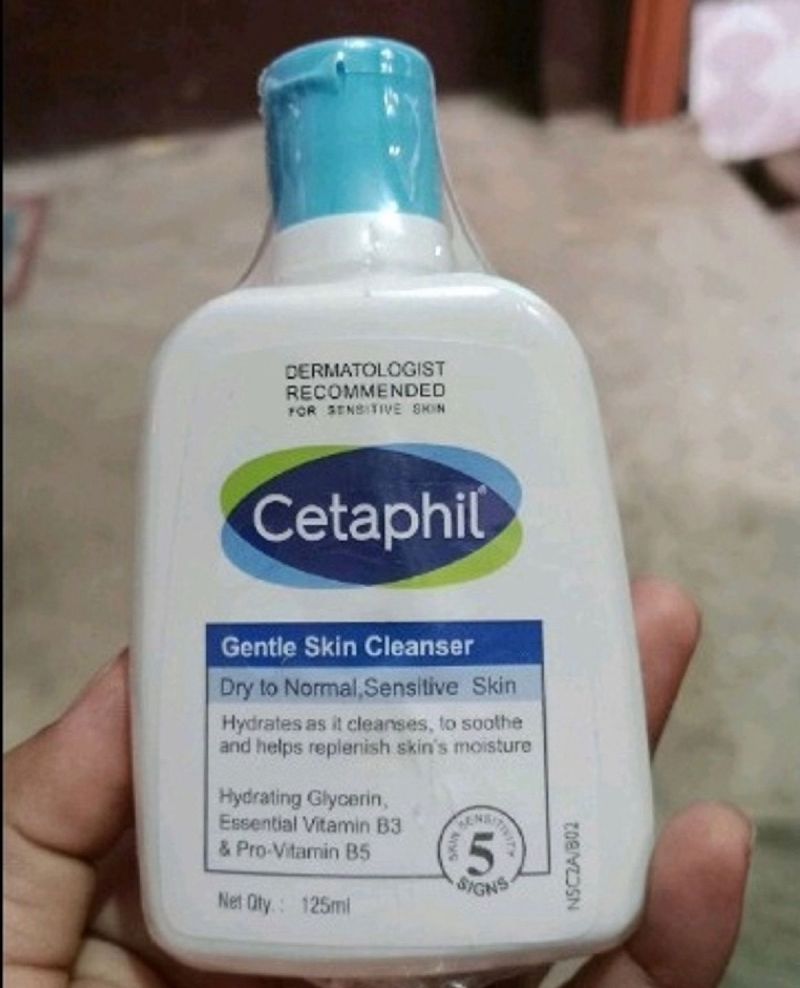 DERMATOLOGIST
RECOMMENDED
FOR SENSITIVE SKIN
Cetaphil®
Gentle Skin Cleanser
Dry to Normal,Sensitive Skin
Hydrates as it cleanses, to soothe
and helps replenish skin's moisture
Hydrating Glycerin,
Essential Vitamin B3
& Pro-Vitamin B5
SKIN SENSITIVITY
5
SIGNS
Net Qty. : 125ml
NSC2A/B02